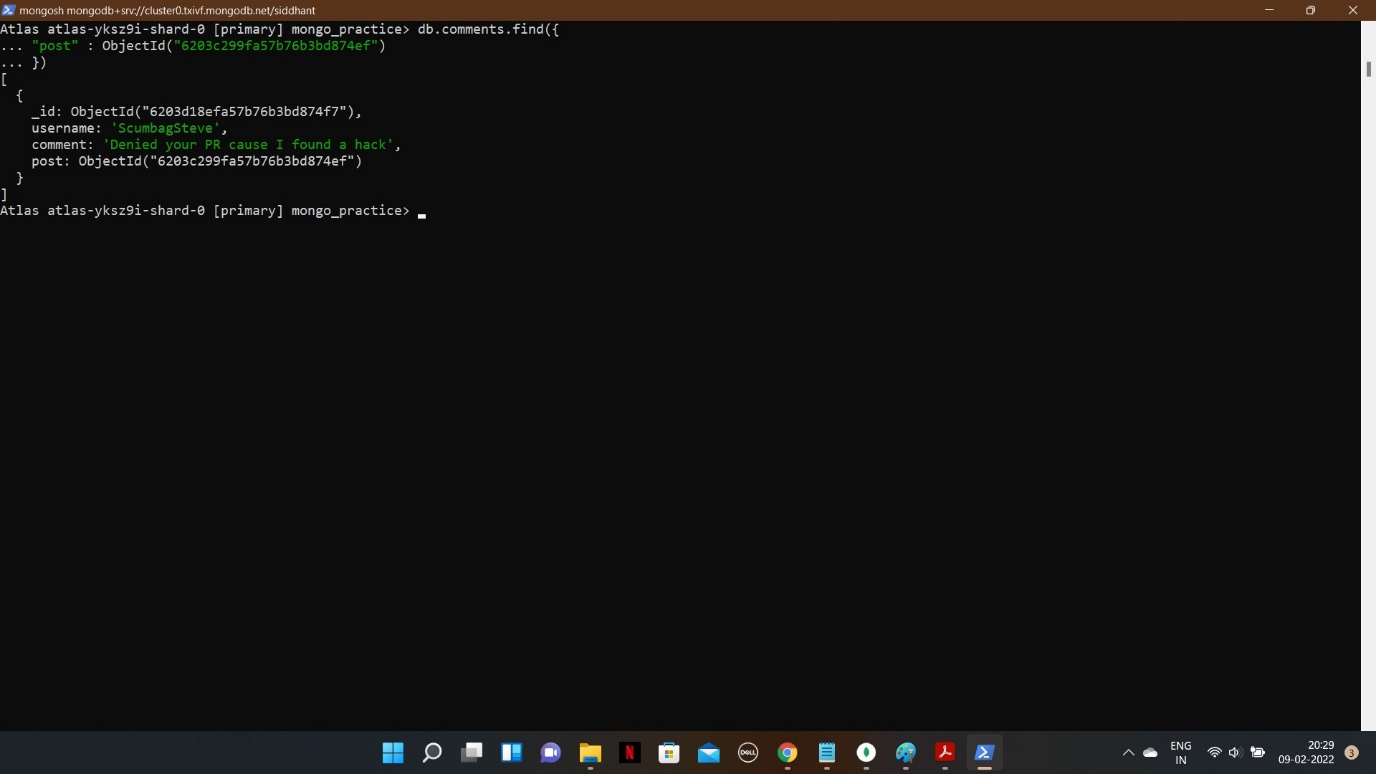 mongosh mongodb+srv://cluster0.txivf.mongodb.net/siddhant
Atlas atlas-yksz9i-shard-0 [primary] mongo_practice> db.comments.find({
... "post" : ObjectId("6203c299fa57b76b3bd874ef")
... })
[
  {
    _id: ObjectId("6203d18efa57b76b3bd874f7"),
    username: 'ScumbagSteve',
    comment: 'Denied your PR cause I found a hack',
    post: ObjectId("6203c299fa57b76b3bd874ef")
  }
]
Atlas atlas-yksz9i-shard-0 [primary] mongo_practice>
N
DELL
ENG
IN
20:29
09-02-2022
3